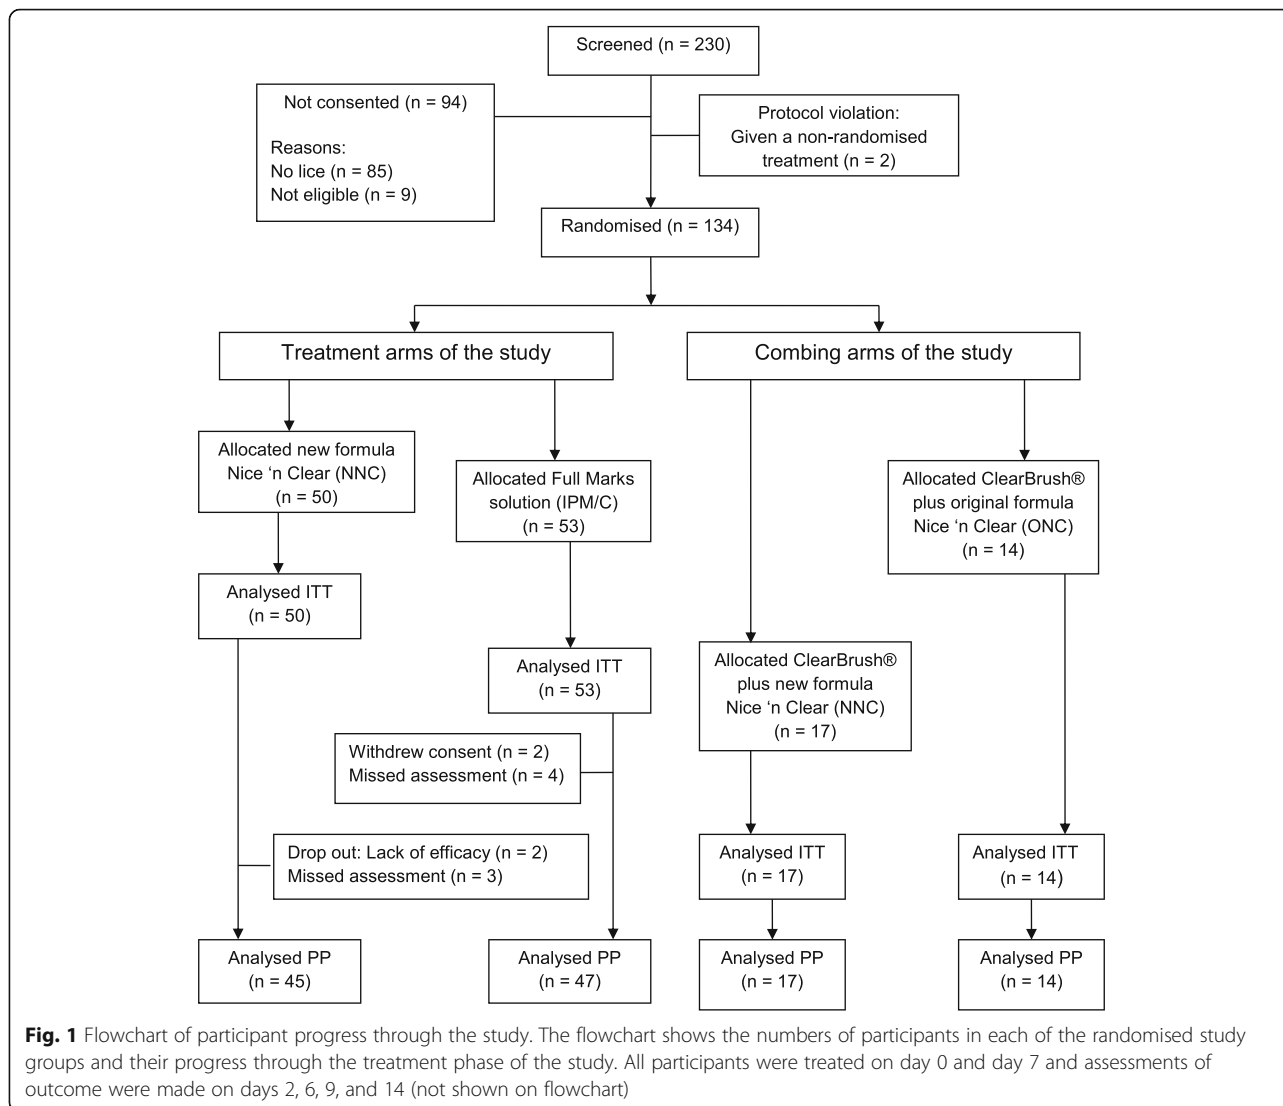 Screened (n = 230)
Not consented (n = 94)
Reasons:
No lice (n = 85)
Not eligible (n = 9)
Protocol violation:
Given a non-randomised
treatment (n = 2)
Randomised (n = 134)
Treatment arms of the study
Combing arms of the study
Allocated new formula
Nice ‘n Clear (NNC)
(n = 50)
Allocated Full Marks
solution (IPM/C)
(n = 53)
Allocated ClearBrush®
plus original formula
Nice ‘n Clear (ONC)
(n = 14)
Analysed ITT
(n = 50)
Analysed ITT
(n = 53)
Allocated ClearBrush®
plus new formula
Nice ‘n Clear (NNC)
(n = 17)
Withdrew consent (n = 2)
Missed assessment (n = 4)
Drop out: Lack of efficacy (n = 2)
Missed assessment (n = 3)
Analysed ITT
(n = 17)
Analysed ITT
(n = 14)
Analysed PP
(n = 45)
Analysed PP
(n = 47)
Analysed PP
(n = 17)
Analysed PP
(n = 14)
Fig. 1 Flowchart of participant progress through the study. The flowchart shows the numbers of participants in each of the randomised study
groups and their progress through the treatment phase of the study. All participants were treated on day 0 and day 7 and assessments of
outcome were made on days 2, 6, 9, and 14 (not shown on flowchart)